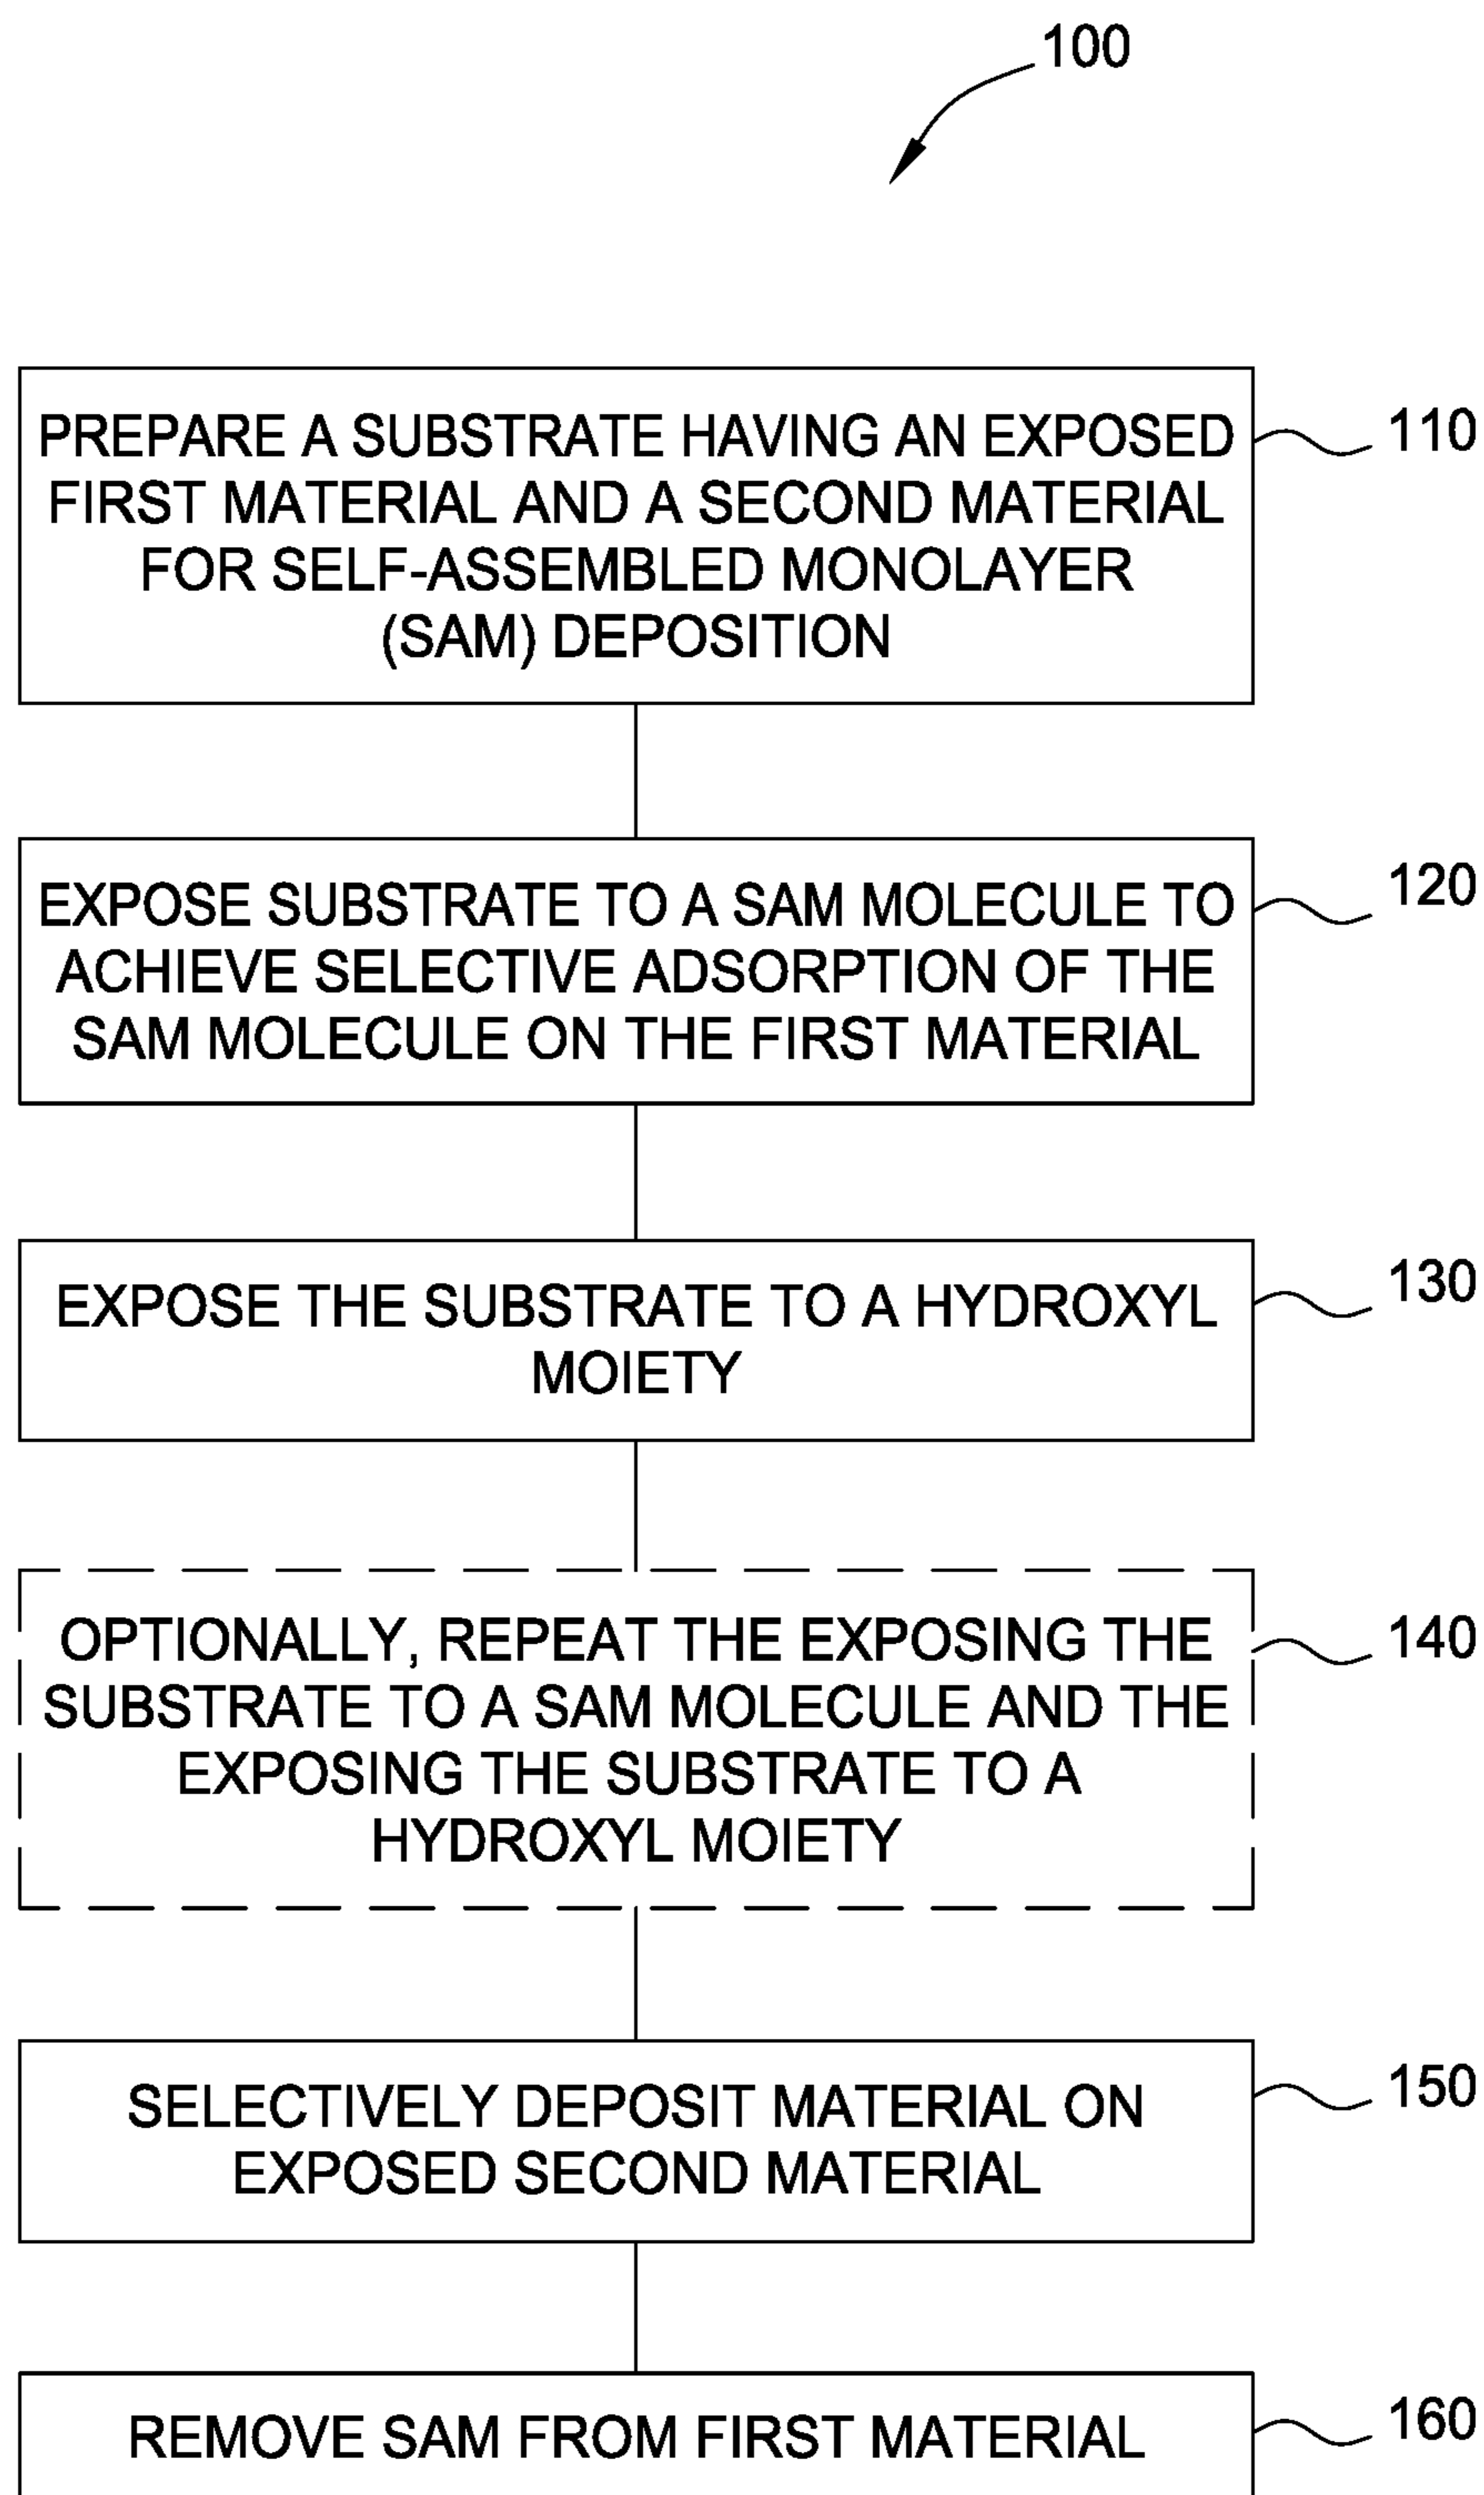 100
PREPARE A SUBSTRATE HAVING AN EXPOSED
FIRST MATERIAL AND A SECOND MATERIAL
FOR SELF-ASSEMBLED MONOLAYER
(SAM) DEPOSITION
110
EXPOSE SUBSTRATE TO A SAM MOLECULE TO
ACHIEVE SELECTIVE ADSORPTION OF THE
SAM MOLECULE ON THE FIRST MATERIAL
120
EXPOSE THE SUBSTRATE TO A HYDROXYL
MOIETY
130
OPTIONALLY, REPEAT THE EXPOSING THE
SUBSTRATE TO A SAM MOLECULE AND THE
EXPOSING THE SUBSTRATE TO A
HYDROXYL MOIETY
140
SELECTIVELY DEPOSIT MATERIAL ON
EXPOSED SECOND MATERIAL
150
REMOVE SAM FROM FIRST MATERIAL
160